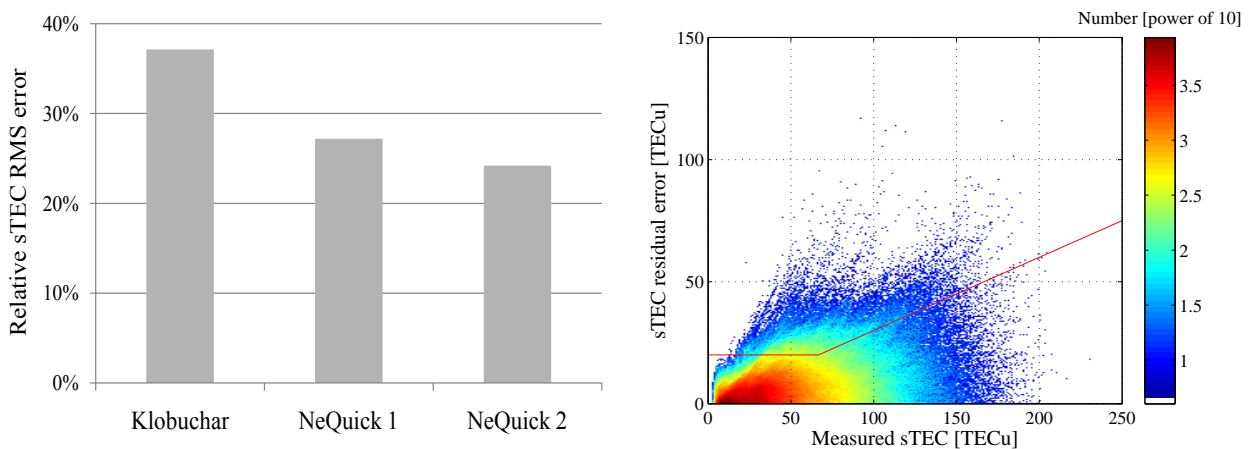 Relative sTEC RMS error
40%
30%
20%
10%
0%
Klobuchar NeQuick 1 NeQuick 2
Number [power of 10]
sTEC residual error [TECu]
150
100
50
0
0 50 100 150 200 250
Measured sTEC [TECu]
3.5
3
2.5
2
1.5
1